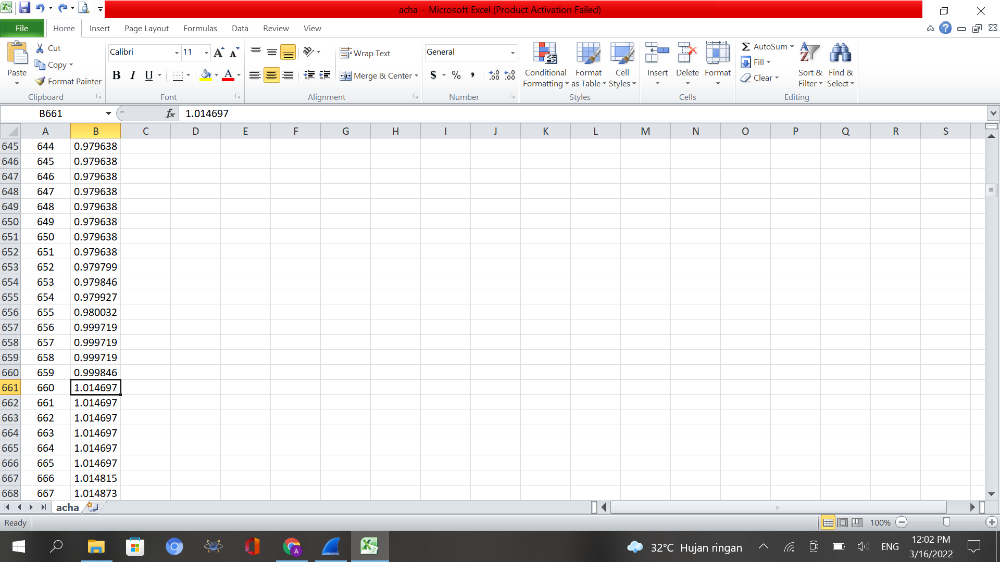 acha - Microsoft Excel (Product Activation Failed)
File Home Insert Page Layout Formulas Data Review View
Paste
Cut
Copy
Format Painter
Clipboard
Calibri 11
B I U A
Font
Wrap Text
Merge & Center
Alignment
General
$ % , .00 .00
Number
Conditional Formatting
Format as Table
Cell Styles
Styles
Insert Delete Format
Cells
Σ AutoSum
Fill
Clear
Sort & Filter
Find & Select
Editing
B661 fx 1.014697
A B C D E F G H I J K L M N O P Q R S
645 644 0.979638
646 645 0.979638
647 646 0.979638
648 647 0.979638
649 648 0.979638
650 649 0.979638
651 650 0.979638
652 651 0.979638
653 652 0.979799
654 653 0.979846
655 654 0.979927
656 655 0.980032
657 656 0.999719
658 657 0.999719
659 658 0.999719
660 659 0.999846
661 660 1.014697
662 661 1.014697
663 662 1.014697
664 663 1.014697
665 664 1.014697
666 665 1.014697
667 666 1.014815
668 667 1.014873
acha
Ready 100%
32°C Hujan ringan ENG 12:02 PM
3/16/2022